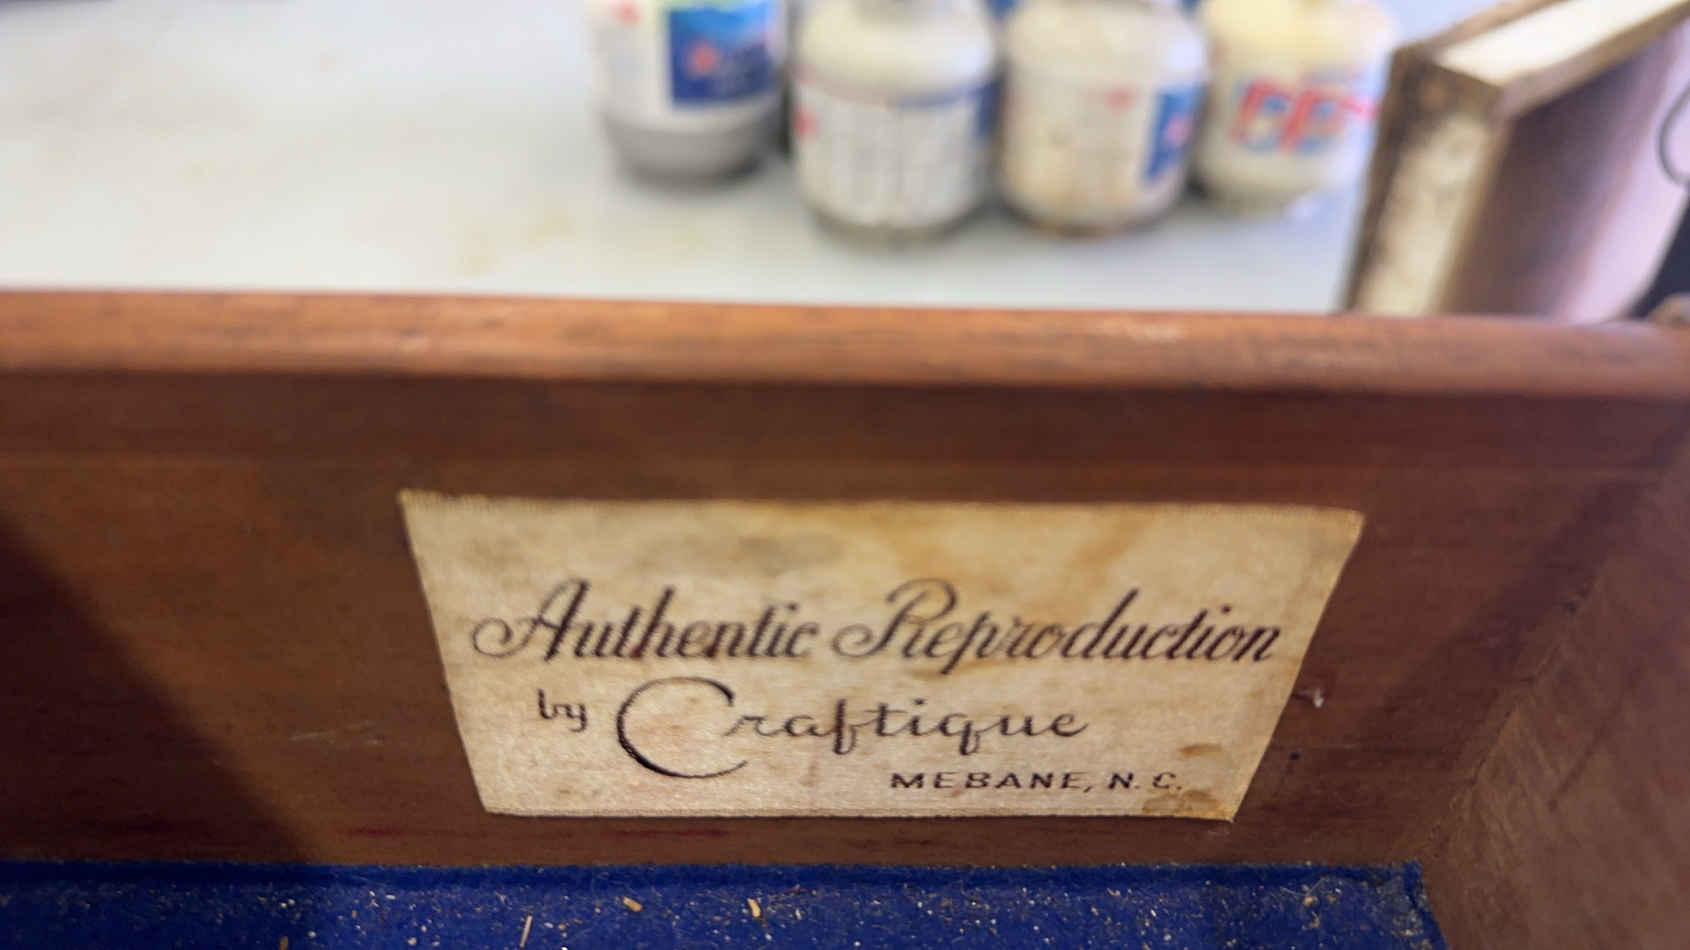 Authentic Reproduction
by Craftique
MEBANE, N.C.